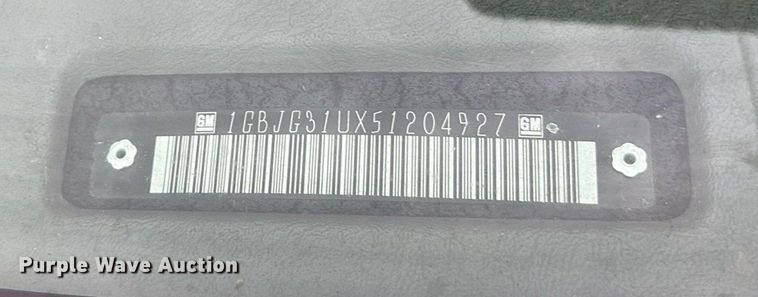 GM 1GBJG31UX51204927 GM
Purple Wave Auction